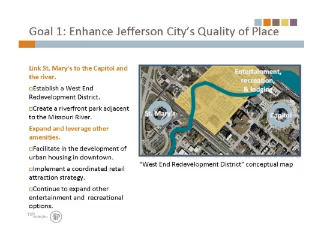 Goal 1: Enhance Jefferson City's Quality of Place
Link St. Mary's to the Capitol and
the river.
□Establish a West End
Redevelopment District.
□Create a riverfront park adjacent
to the Missouri River.
Expand and leverage other
amenities.
□Facilitate in the development of
urban housing in downtown.
□Implement a coordinated retail
attraction strategy.
□Continue to expand other
entertainment and recreational
options.
Entertainment,
recreation,
& lodging
St. Mary's
Capitol
"West End Redevelopment District" conceptual map